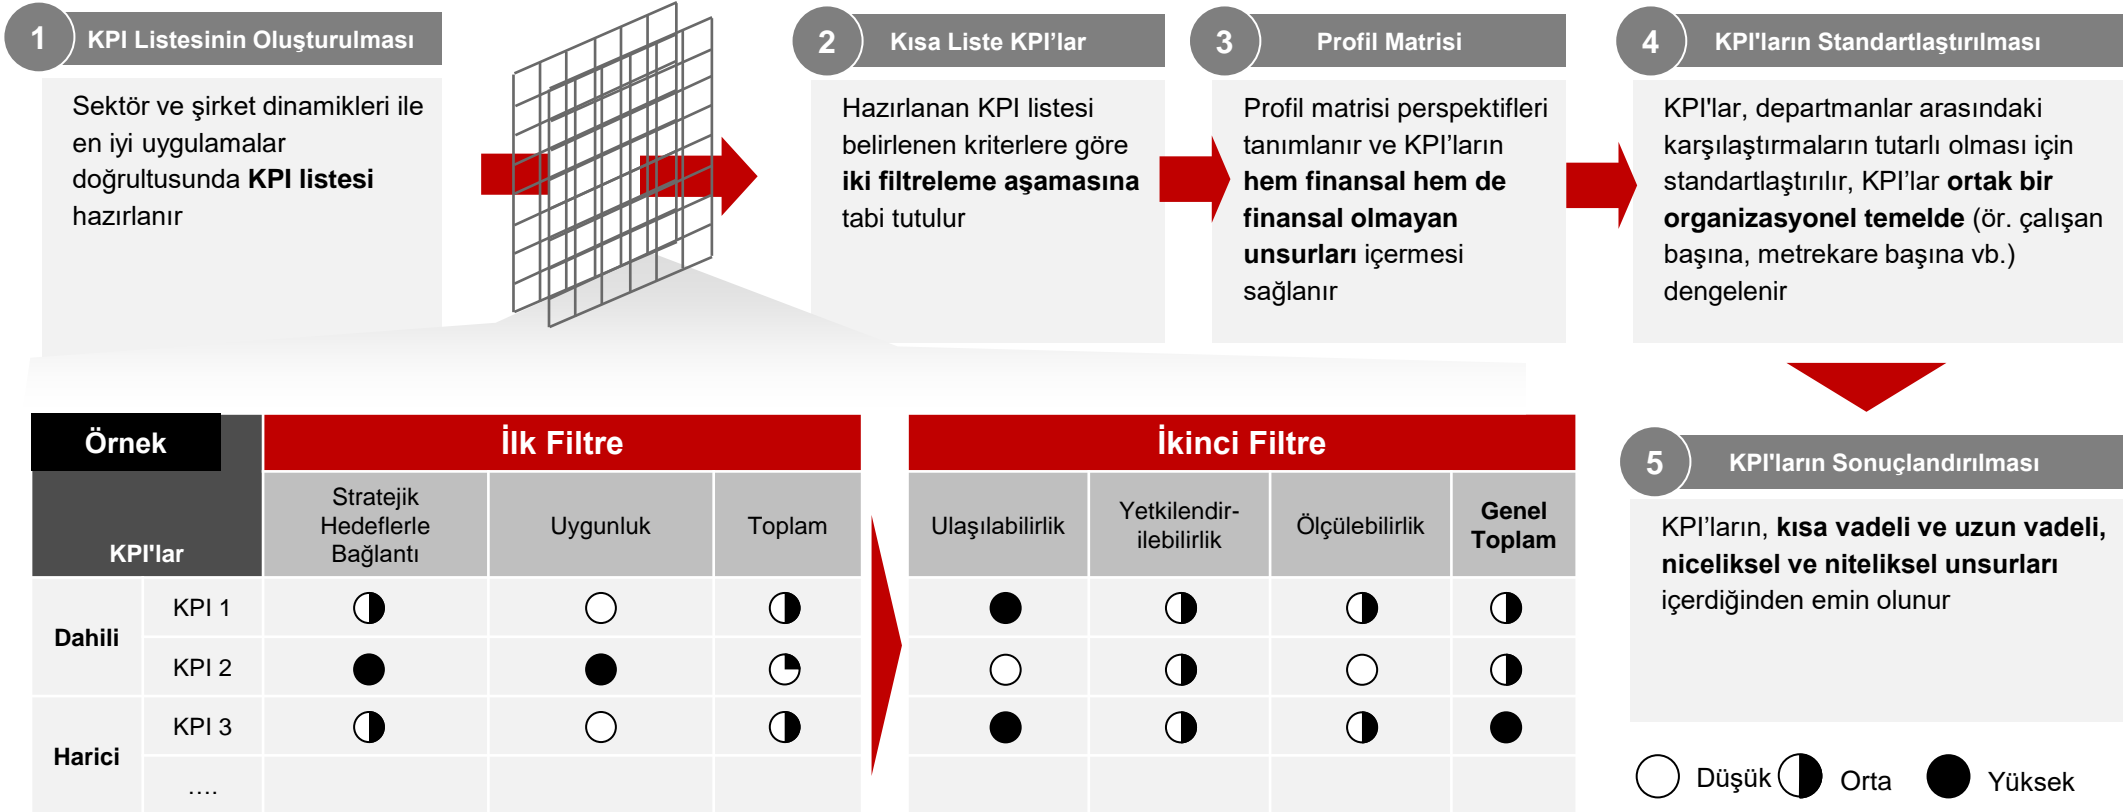 1
KPI Listesinin Oluşturulması
Sektör ve şirket dinamikleri ile
en iyi uygulamalar
doğrultusunda KPI listesi
hazırlanır
2
Kısa Liste KPI’lar
Hazırlanan KPI listesi
belirlenen kriterlere göre
iki filtreleme aşamasına
tabi tutulur
3
Profil Matrisi
Profil matrisi perspektifleri
tanımlanır ve KPI’ların
hem finansal hem de
finansal olmayan
unsurları içermesi
sağlanır
4
KPI'ların Standartlaştırılması
KPI'lar, departmanlar arasındaki
karşılaştırmaların tutarlı olması için
standartlaştırılır, KPI’lar ortak bir
organizasyonel temelde (ör. çalışan
başına, metrekare başına vb.)
dengelenir
5
KPI'ların Sonuçlandırılması
KPI’ların, kısa vadeli ve uzun vadeli,
niceliksel ve niteliksel unsurları
içerdiğinden emin olunur
Örnek
İlk Filtre
İkinci Filtre
KPI'lar
Stratejik
Hedeflerle
Bağlantı
Uygunluk
Toplam
Ulaşılabilirlik
Yetkilendir-
ilebilirlik
Ölçülebilirlik
Genel
Toplam
Dahili
KPI 1
KPI 2
Harici
KPI 3
....
Düşük
Orta
Yüksek